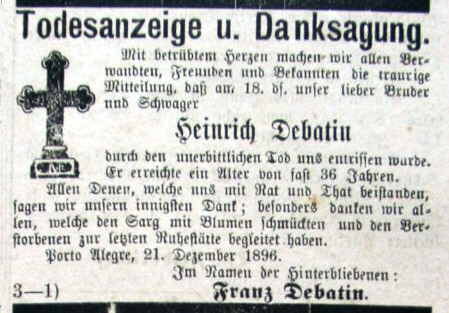 Todesanzeige u. Danksagung.
Mit betrübtem Herzen machen wir allen Ver-
wandten, Freunden und Bekannten die traurige
Mitteilung, daß am 18. ds. unser lieber Bruder
und Schwager
Heinrich Debatin
durch den unerbittlichen Tod uns entrissen wurde.
Er erreichte ein Alter von fast 36 Jahren.
Allen Denen, welche uns mit Rat und That beistanden,
sagen wir unsern innigsten Dank; besonders danken wir al-
len, welche den Sarg mit Blumen schmückten und den Ver-
storbenen zur letzten Ruhestätte begleitet haben.
Porto Alegre, 21. Dezember 1896.
Im Namen der Hinterbliebenen:
3—1) Franz Debatin.